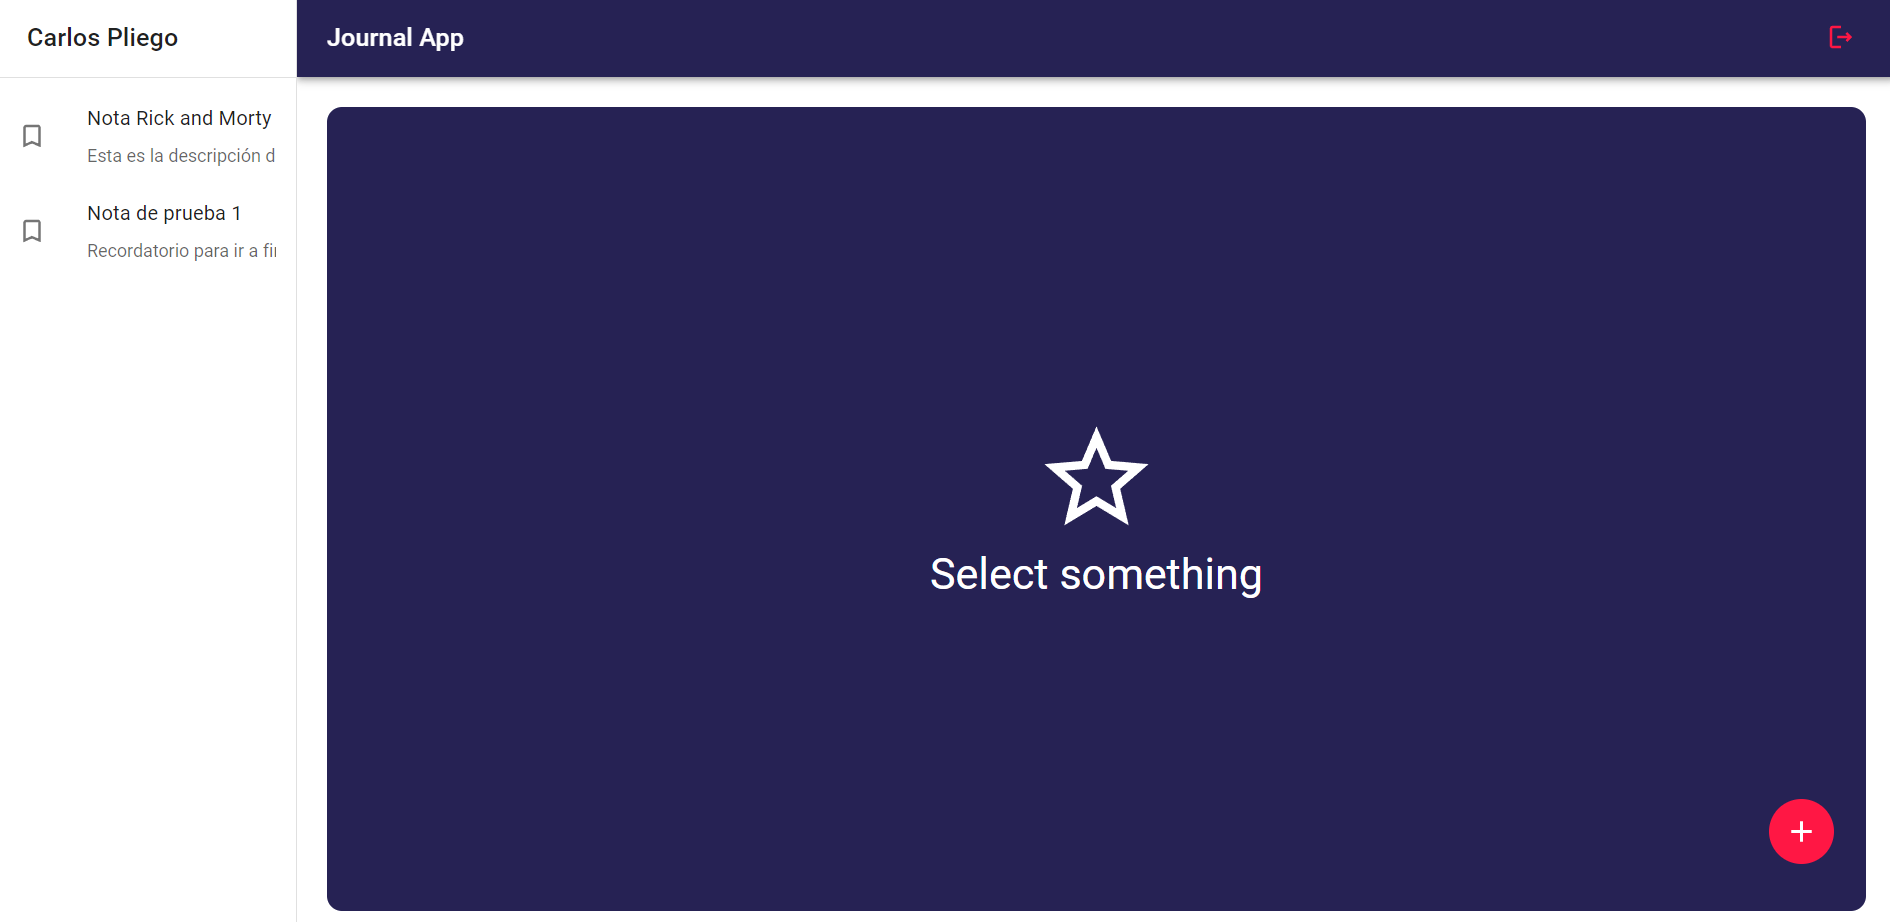 Carlos Pliego
Journal App
Nota Rick and Morty
Esta es la descripción d
Nota de prueba 1
Recordatorio para ir a
Select something